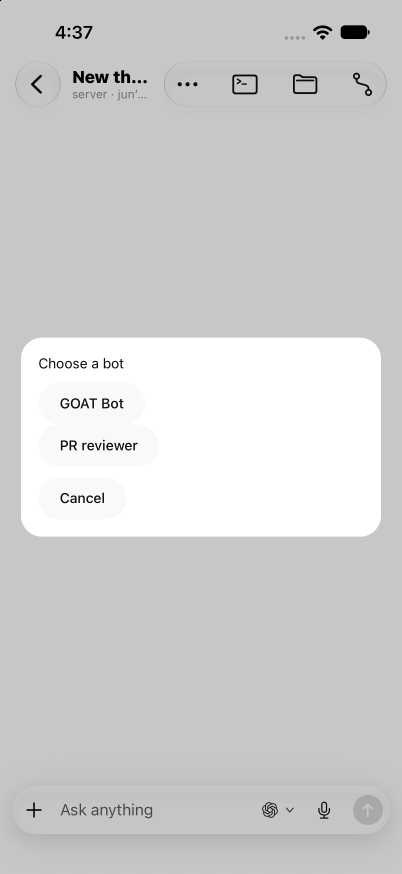 4:37
New th...
server · jun'...
Choose a bot
GOAT Bot
PR reviewer
Cancel
Ask anything